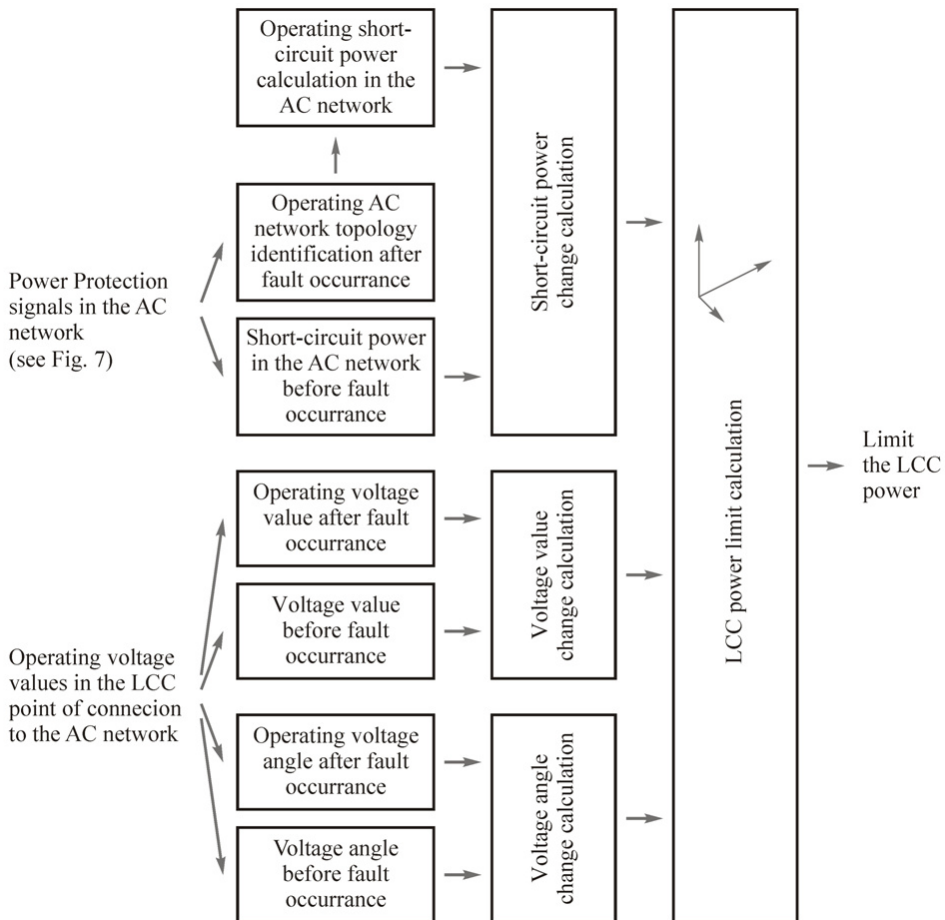 Operating short-
circuit power
calculation in the
AC network
Operating AC
network topology
identification after
fault occurrance
Power Protection
signals in the AC
network
(see Fig. 7)
Short-circuit power
in the AC network
before fault
occurrance
Short-circuit power
change calculation
Operating voltage
value after fault
occurrance
Voltage value
before fault
occurrance
Voltage value
change calculation
Operating voltage
values in the LCC
point of connecion
to the AC network
Operating voltage
angle after fault
occurrance
Voltage angle
before fault
occurrance
Voltage angle
change calculation
LCC power limit calculation
Limit
the LCC
power